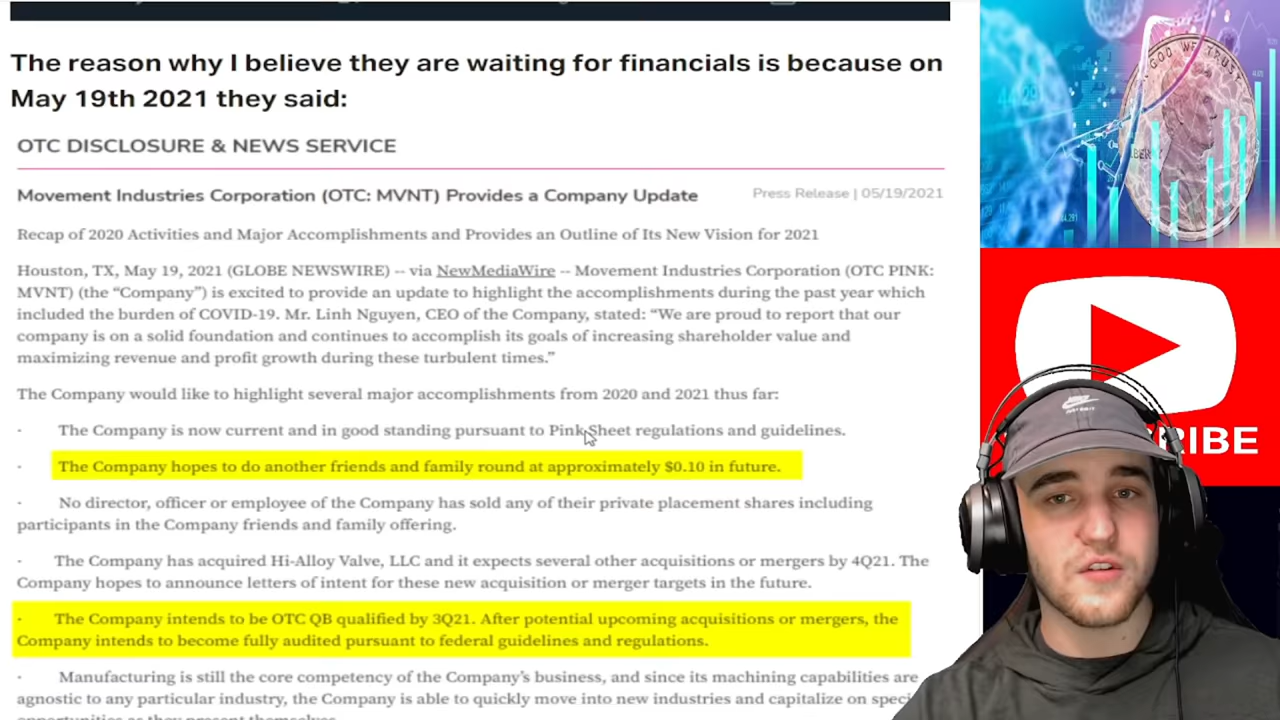 The reason why I believe they are waiting for financials is because on
May 19th 2021 they said:
OTC DISCLOSURE & NEWS SERVICE
Movement Industries Corporation (OTC: MVNT) Provides a Company Update
Press Release | 05/19/2021
Recap of 2020 Activities and Major Accomplishments and Provides an Outline of Its New Vision for 2021
Houston, TX, May 19, 2021 (GLOBE NEWSWIRE) -- via NewMediaWire -- Movement Industries Corporation (OTC PINK:
MVNT) (the “Company”) is excited to provide an update to highlight the accomplishments during the past year which
included the burden of COVID-19. Mr. Linh Nguyen, CEO of the Company, stated: “We are proud to report that our
company is on a solid foundation and continues to accomplish its goals of increasing shareholder value and
maximizing revenue and profit growth during these turbulent times.”
The Company would like to highlight several major accomplishments from 2020 and 2021 thus far:
· The Company is now current and in good standing pursuant to Pink Sheet regulations and guidelines.
· The Company hopes to do another friends and family round at approximately $0.10 in future.
· No director, officer or employee of the Company has sold any of their private placement shares including
participants in the Company friends and family offering.
· The Company has acquired Hi-Alloy Valve, LLC and it expects several other acquisitions or mergers by 4Q21. The
Company hopes to announce letters of intent for these new acquisition or merger targets in the future.
· The Company intends to be OTC QB qualified by 3Q21. After potential upcoming acquisitions or mergers, the
Company intends to become fully audited pursuant to federal guidelines and regulations.
· Manufacturing is still the core competency of the Company’s business, and since its machining capabilities are
agnostic to any particular industry, the Company is able to quickly move into new industries and capitalize on speci
RIBE
JUST DO IT